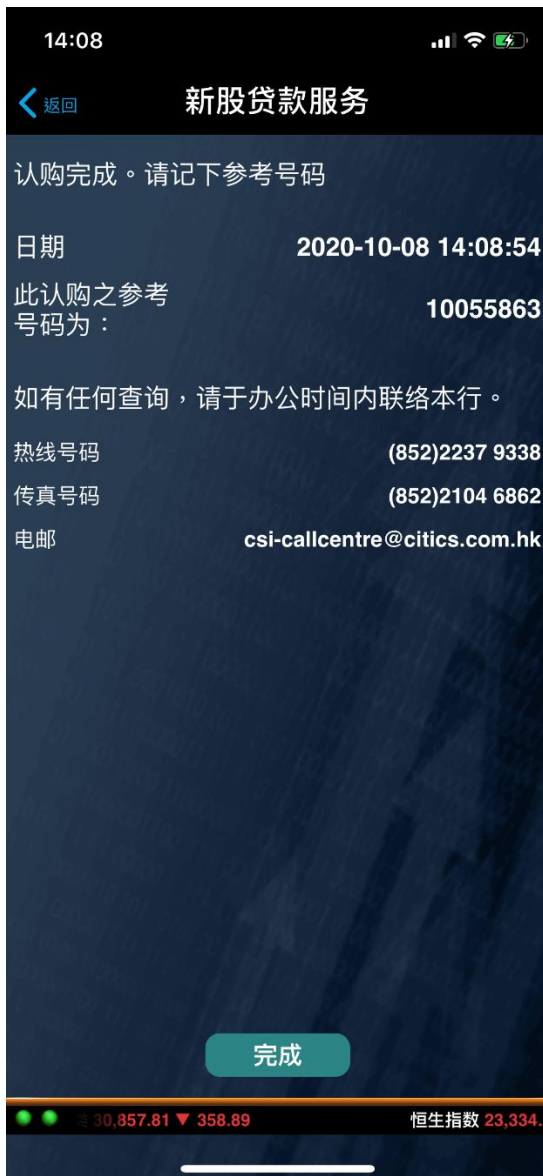 14:08
返回
新股贷款服务
认购完成。请记下参考号码
日期 2020-10-08 14:08:54
此认购之参考
号码为： 10055863
如有任何查询，请于办公时间内联络本行。
热线号码 (852)2237 9338
传真号码 (852)2104 6862
电邮 csi-callcentre@citics.com.hk
完成
30,857.81 ▼ 358.89 恒生指数 23,334.